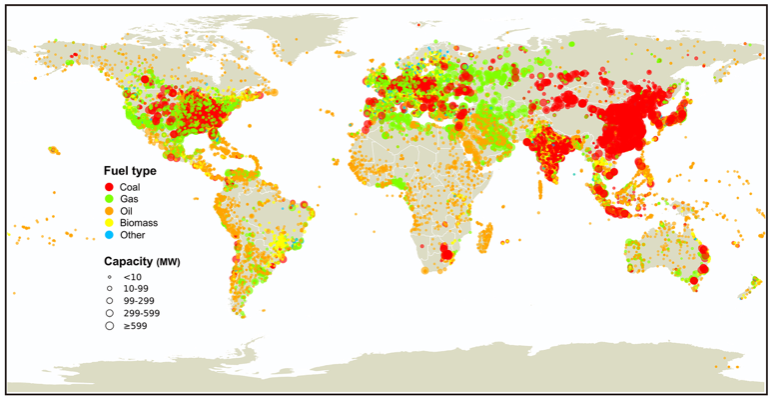 Fuel type
Coal
Gas
Oil
Biomass
Other
Capacity (MW)
<10
10-99
99-299
299-599
≥599